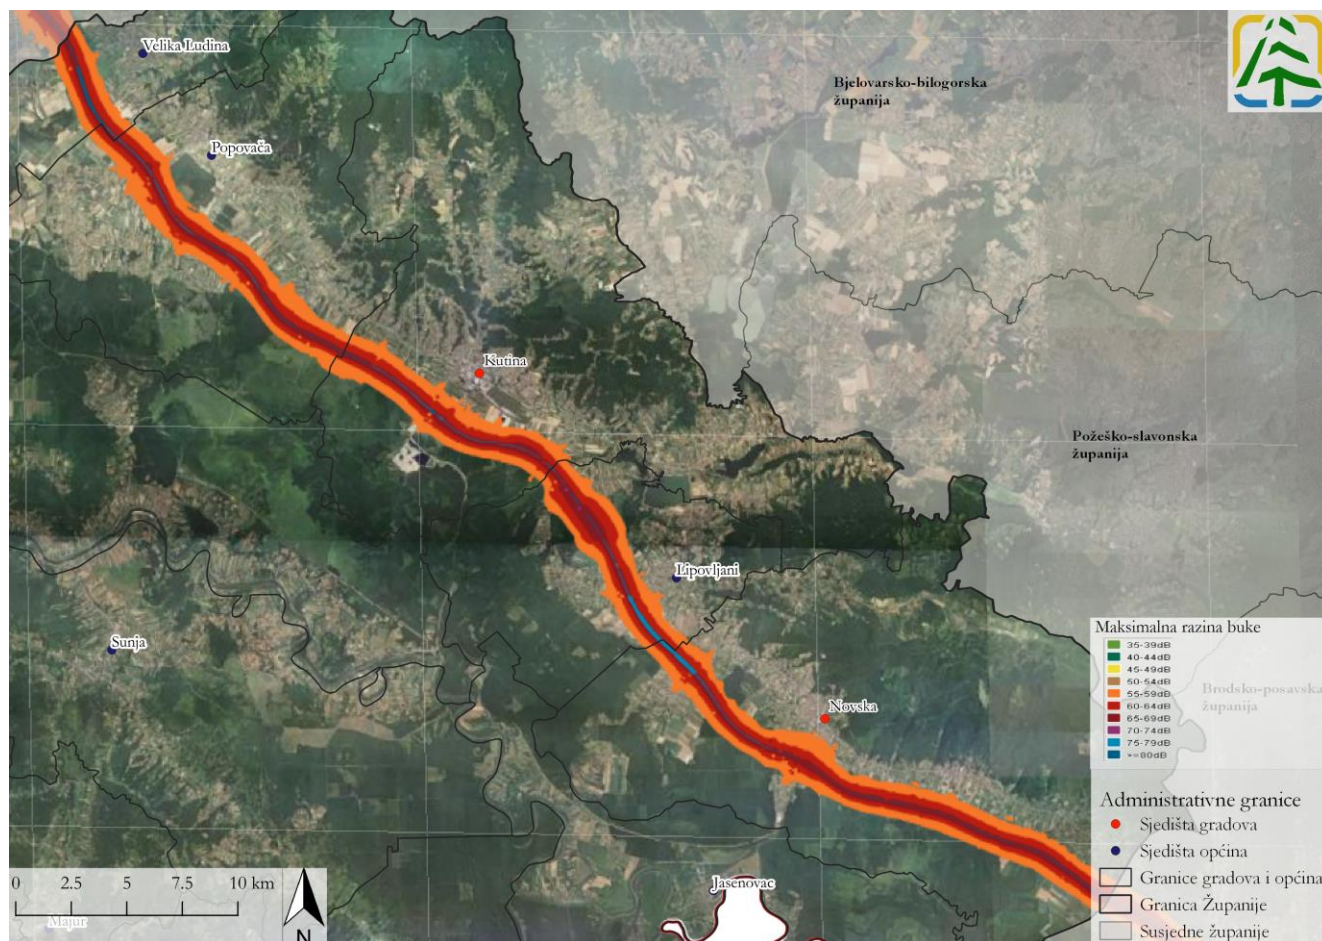 Velika Ludina
Bjelovarsko-bilogorska
županija
Popovača
Kutina
Požeško-slavonska
županija
Lipovljani
Sunja
Maksimalna razina buke
35-39dB
40-44dB
45-49dB
50-54dB
55-59dB
60-64dB
65-69dB
70-74dB
75-79dB
>=80dB
Brodsko-posavska
županija
Novska
Administrativne granice
Sjedišta gradova
Sjedišta općina
Granice gradova i općina
Granica Županije
Susjedne županije
Jasenovac
0 2.5 5 7.5 10 km
Majur
N